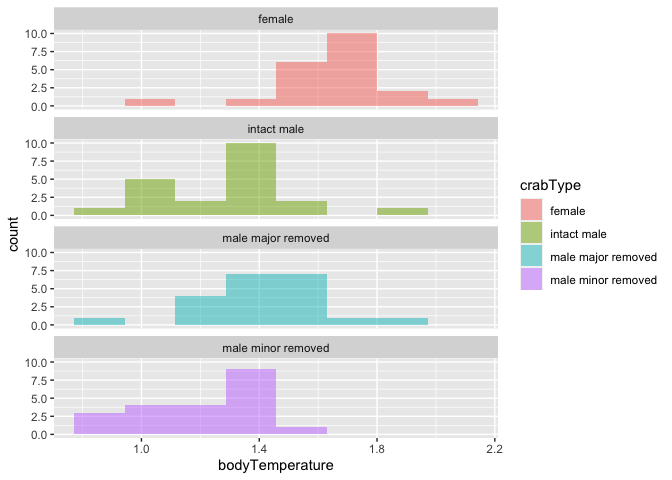 female
10.0
7.5
5.0
2.5
0.0
intact male
10.0
7.5
5.0
2.5
0.0
male major removed
10.0
7.5
5.0
2.5
0.0
male minor removed
10.0
7.5
5.0
2.5
0.0
1.0 1.4 1.8 2.2
bodyTemperature
count
crabType
female
intact male
male major removed
male minor removed